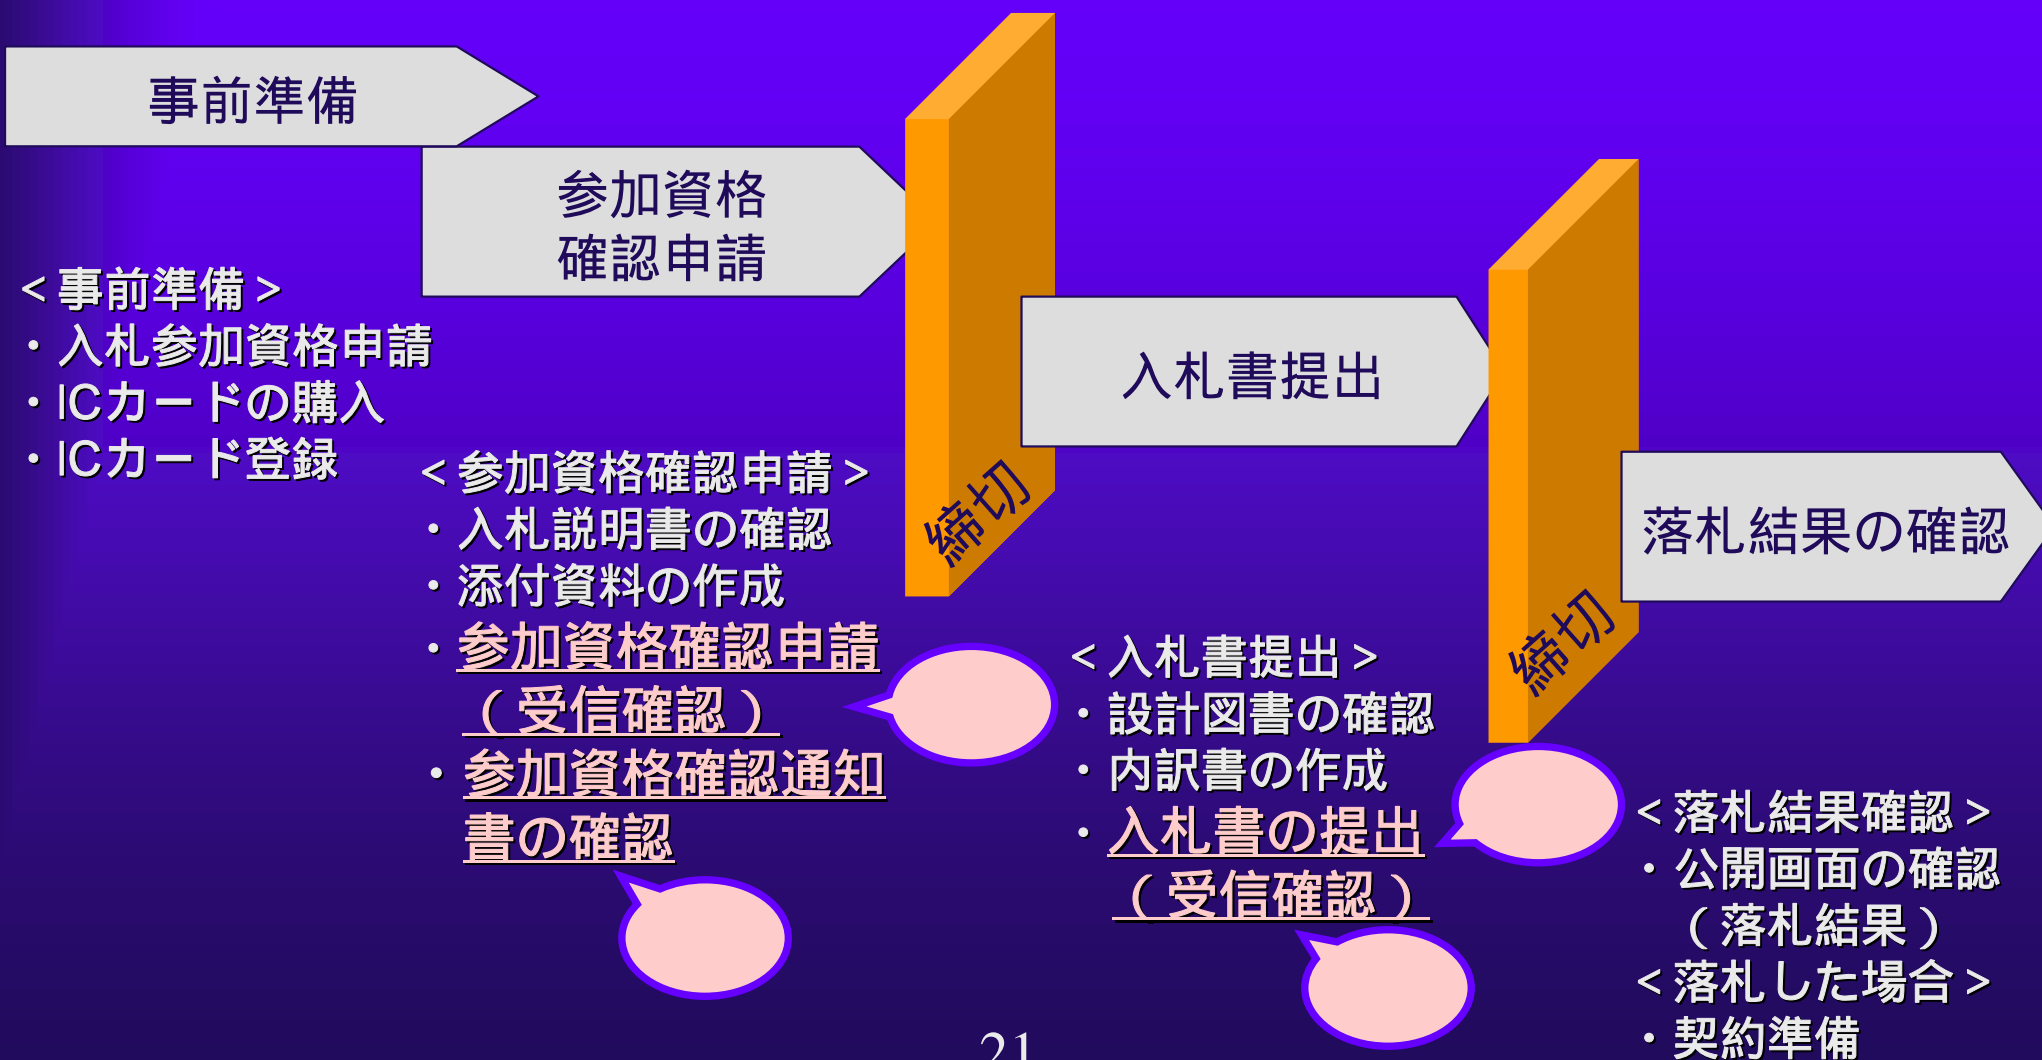 事前準備
参加資格
確認申請
締切
入札書提出
締切
落札結果の確認
＜事前準備＞
・入札参加資格申請
・ICカードの購入
・ICカード登録
＜参加資格確認申請＞
・入札説明書の確認
・添付資料の作成
・参加資格確認申請
（受信確認）
・参加資格確認通知
書の確認
＜入札書提出＞
・設計図書の確認
・内訳書の作成
・入札書の提出
（受信確認）
＜落札結果確認＞
・公開画面の確認
（落札結果）
＜落札した場合＞
・契約準備
21